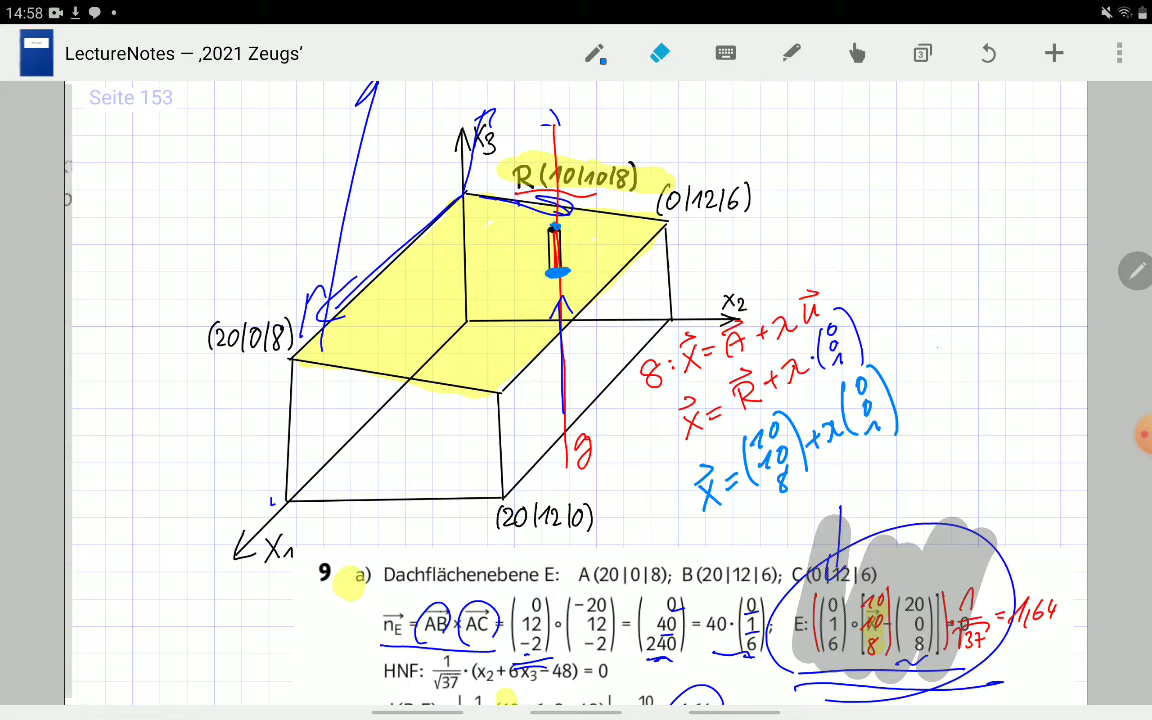 14:58
LectureNotes — ‚2021 Zeugs'
3
Seite 153
x3
R(10|10|8)
(0|12|6)
x2
(20|0|8)
g: x⃗ = A⃗ + λ u⃗
x⃗ = R⃗ + λ · (0 0 1)
x⃗ = (10 10 8) + λ (0 0 1)
g
(20|12|0)
x1
9 a) Dachflächenebene E: A(20|0|8); B(20|12|6); C(0|12|6)
n⃗E = AB⃗ × AC⃗ = (0 12 −2) ∘ (−20 12 −2) = (0 40 240) = 40 · (0 1 6); E: ((0 1 6) ∘ [(10 10 8) − (20 0 8)]) · 1/√37 = 1,64
HNF: 1/√37 · (x2 + 6x3 − 48) = 0